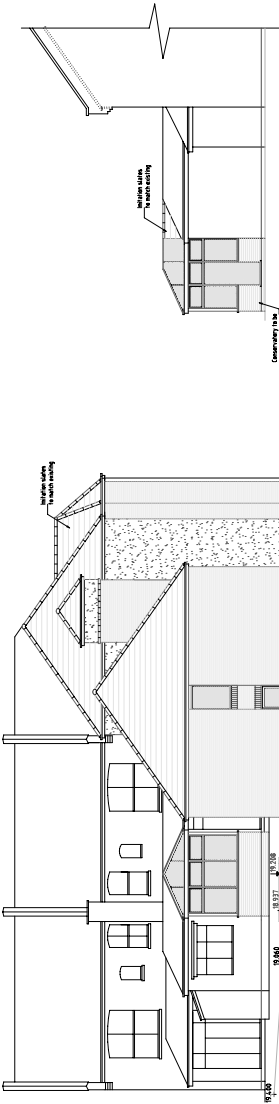 Imitation slates
to match existing
Conservatory to be
Imitation slates
to match existing
19.208
18.937
19.060
19.400